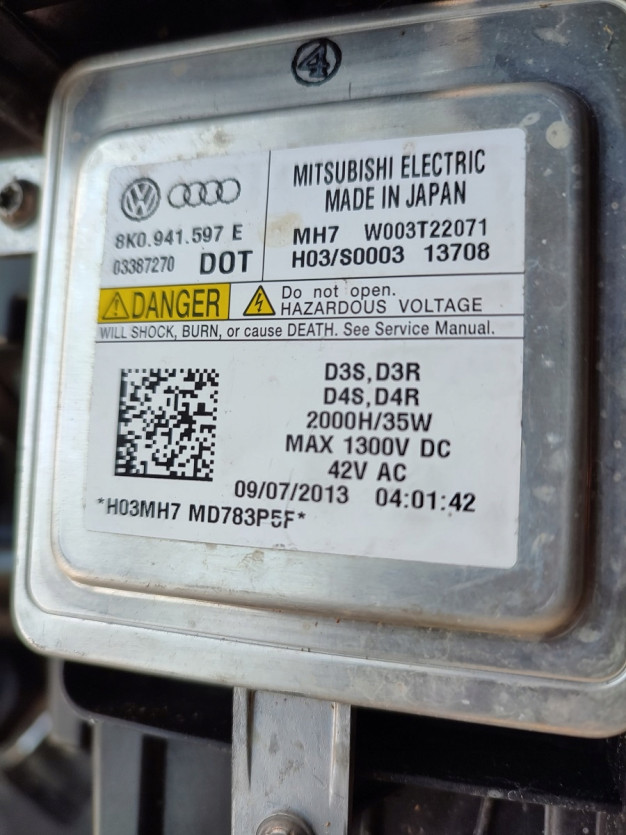 4
8K0.941.597 E
03387270 DOT
MITSUBISHI ELECTRIC
MADE IN JAPAN
MH7 W003T22071
H03/S0003 13708
DANGER
Do not open.
HAZARDOUS VOLTAGE
WILL SHOCK, BURN, or cause DEATH. See Service Manual.
D3S,D3R
D4S,D4R
2000H/35W
MAX 1300V DC
42V AC
09/07/2013 04:01:42
*H03MH7 MD783P5F*